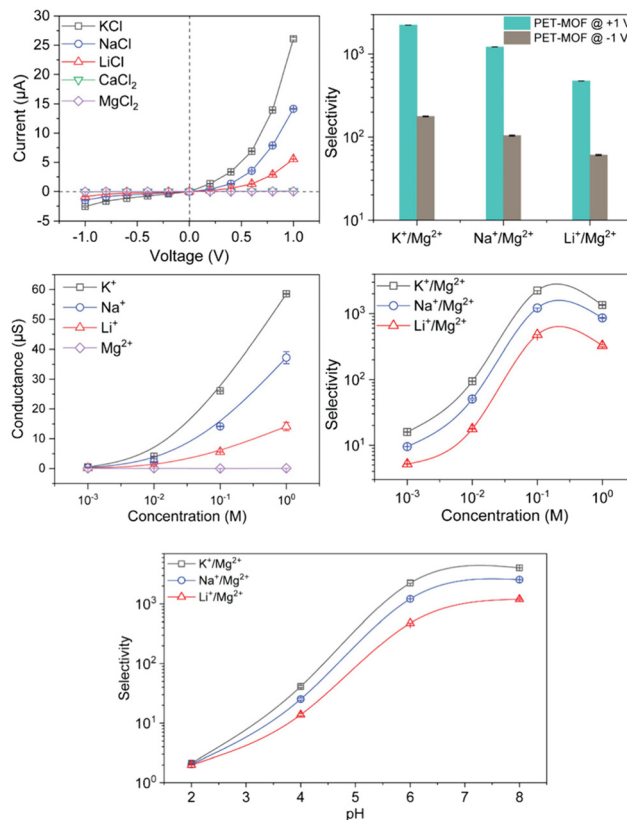 KCl
NaCl
LiCl
CaCl₂
MgCl₂
Current (µA)
25
20
15
10
5
0
-5
-1.0 -0.5 0.0 0.5 1.0
Voltage (V)
PET-MOF @ +1 V
PET-MOF @ -1 V
Selectivity
10³
10²
10¹
K⁺/Mg²⁺ Na⁺/Mg²⁺ Li⁺/Mg²⁺
K⁺
Na⁺
Li⁺
Mg²⁺
Conductance (µS)
60
50
40
30
20
10
0
10⁻³ 10⁻² 10⁻¹ 10⁰
Concentration (M)
K⁺/Mg²⁺
Na⁺/Mg²⁺
Li⁺/Mg²⁺
Selectivity
10³
10²
10¹
10⁻³ 10⁻² 10⁻¹ 10⁰
Concentration (M)
K⁺/Mg²⁺
Na⁺/Mg²⁺
Li⁺/Mg²⁺
Selectivity
10³
10²
10¹
10⁰
2 3 4 5 6 7 8
pH